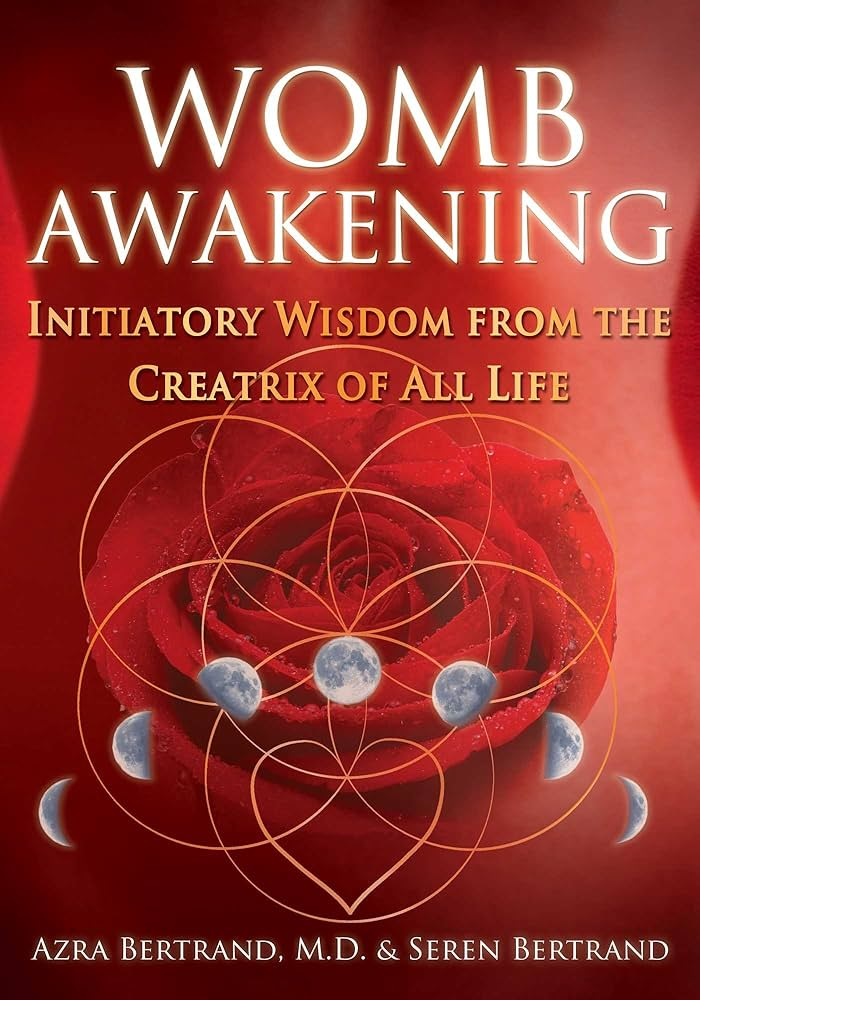 WOMB
AWAKENING
INITIATORY WISDOM FROM THE
CREATRIX OF ALL LIFE
AZRA BERTRAND, M.D. & SEREN BERTRAND